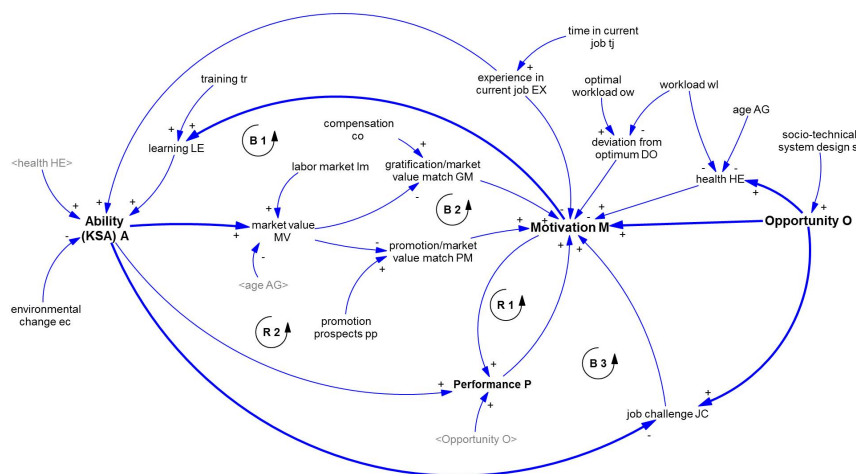 time in current
job tj
training tr
experience in
current job EX
optimal
workload ow
workload wl
age AG
compensation
co
learning LE
B 1
deviation from
optimum DO
socio-technical
system design s
<health HE>
labor market lm
gratification/market
value match GM
health HE
B 2
Ability
(KSA) A
market value
MV
Motivation M
Opportunity O
promotion/market
value match PM
<age AG>
environmental
change ec
promotion
prospects pp
R 1
R 2
B 3
Performance P
job challenge JC
<Opportunity O>